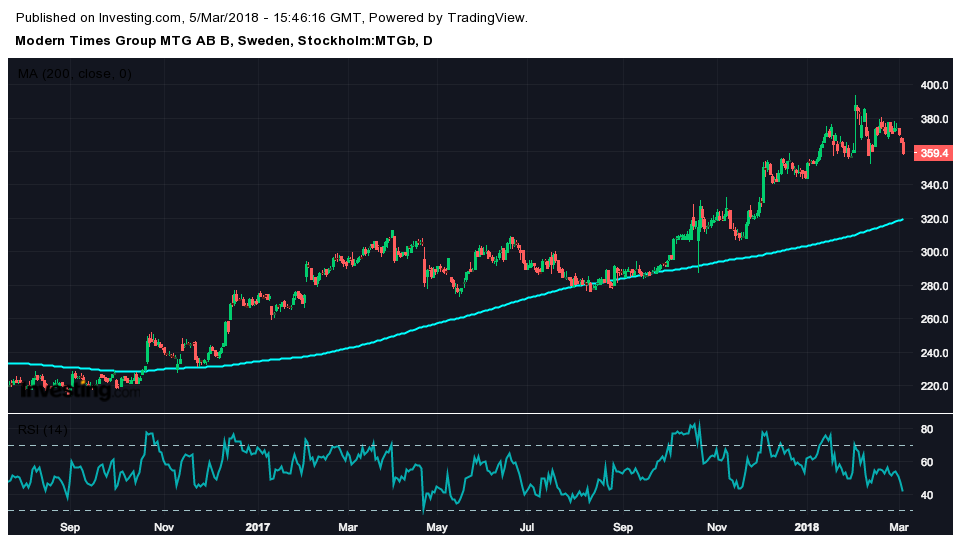 Published on Investing.com, 5/Mar/2018 - 15:46:16 GMT, Powered by TradingView.
Modern Times Group MTG AB B, Sweden, Stockholm:MTGb, D
MA (200, close, 0)
400.0
380.0
359.4
340.0
320.0
300.0
280.0
260.0
240.0
220.0
Investing.com
RSI (14)
80
60
40
Sep Nov 2017 Mar May Jul Sep Nov 2018 Mar